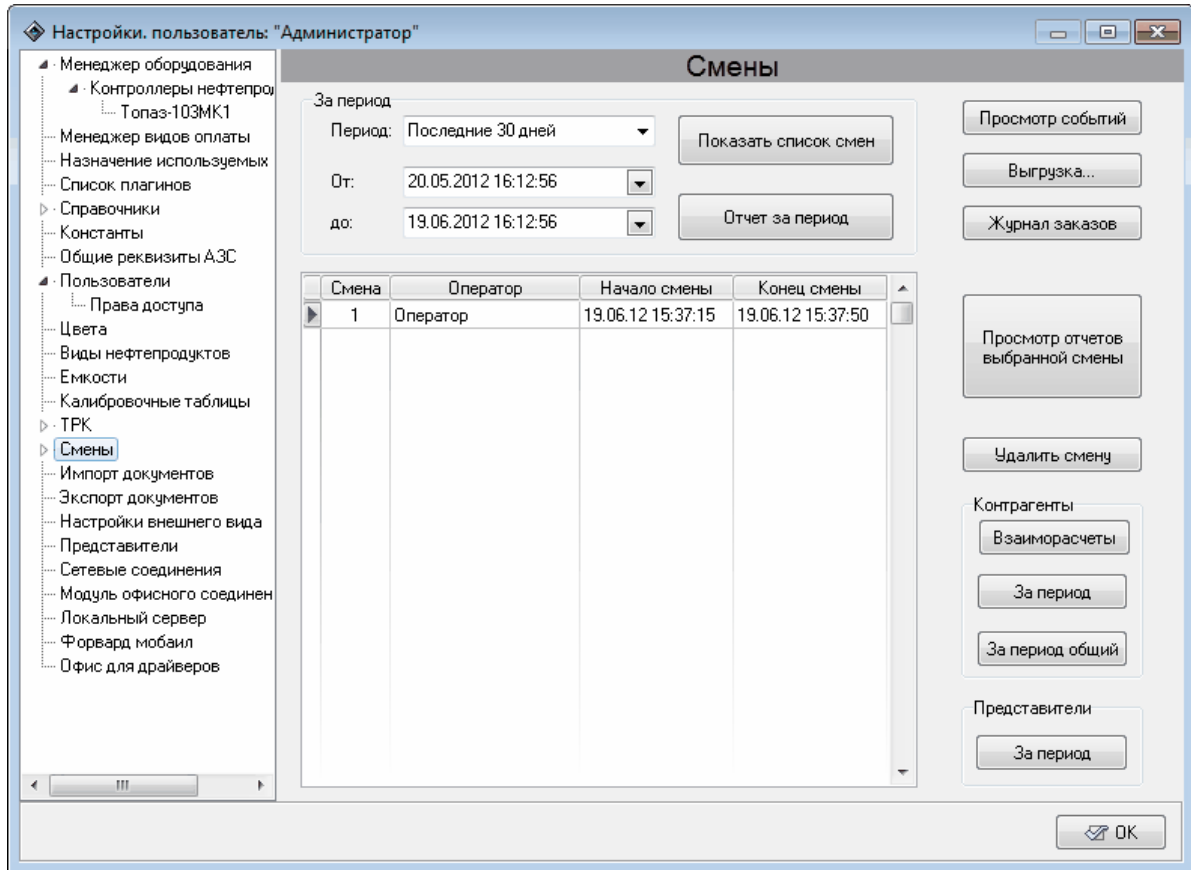 Настройки. пользователь: "Администратор"
Менеджер оборудования
Контроллеры нефтепро
Топаз-103МК1
Менеджер видов оплаты
Назначение используемых
Список плагинов
Справочники
Константы
Общие реквизиты АЗС
Пользователи
Права доступа
Цвета
Виды нефтепродуктов
Емкости
Калибровочные таблицы
ТРК
Смены
Импорт документов
Экспорт документов
Настройки внешнего вида
Представители
Сетевые соединения
Модуль офисного соединен
Локальный сервер
Форвард мобаил
Офис для драйверов
Смены
За период
Период: Последние 30 дней
Показать список смен
От: 20.05.2012 16:12:56
до: 19.06.2012 16:12:56
Отчет за период
Смена Оператор Начало смены Конец смены
1 Оператор 19.06.12 15:37:15 19.06.12 15:37:50
Просмотр событий
Выгрузка...
Журнал заказов
Просмотр отчетов
выбранной смены
Удалить смену
Контрагенты
Взаиморасчеты
За период
За период общий
Представители
За период
OK